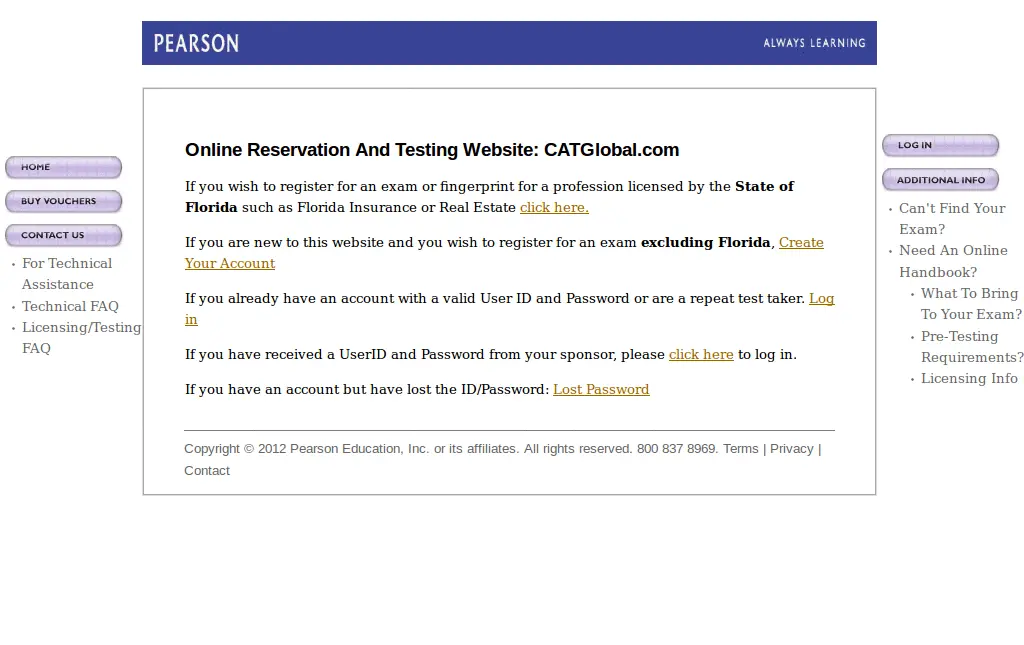 PEARSON
ALWAYS LEARNING
HOME
BUY VOUCHERS
CONTACT US
• For Technical
Assistance
• Technical FAQ
• Licensing/Testing
FAQ
Online Reservation And Testing Website: CATGlobal.com
If you wish to register for an exam or fingerprint for a profession licensed by the State of
Florida such as Florida Insurance or Real Estate click here.
If you are new to this website and you wish to register for an exam excluding Florida, Create
Your Account
If you already have an account with a valid User ID and Password or are a repeat test taker. Log
in
If you have received a UserID and Password from your sponsor, please click here to log in.
If you have an account but have lost the ID/Password: Lost Password
Copyright © 2012 Pearson Education, Inc. or its affiliates. All rights reserved. 800 837 8969. Terms | Privacy |
Contact
LOG IN
ADDITIONAL INFO
• Can't Find Your
Exam?
• Need An Online
Handbook?
• What To Bring
To Your Exam?
• Pre-Testing
Requirements?
• Licensing Info